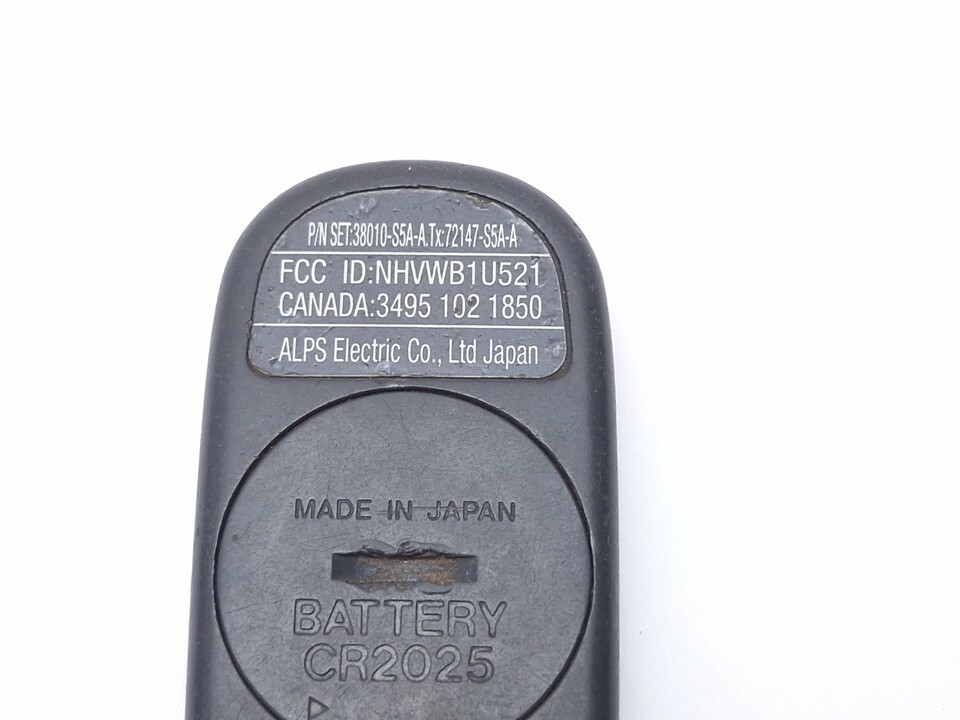 P/N SET:38010-S5A-A.Tx:72147-S5A-A
FCC ID:NHVWB1U521
CANADA:3495 102 1850
ALPS Electric Co., Ltd Japan
MADE IN JAPAN
BATTERY
CR2025